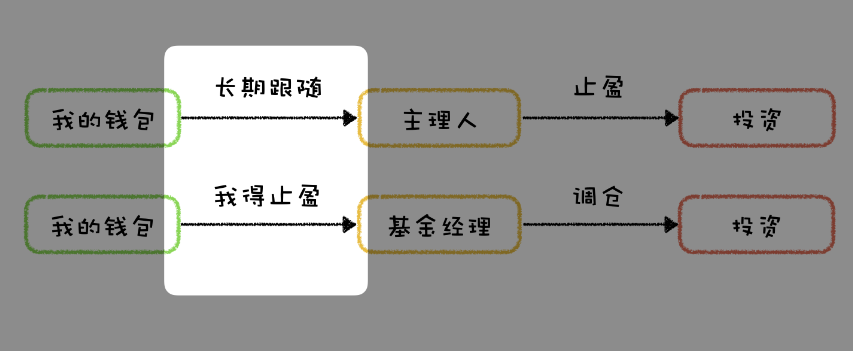 长期跟随
止盈
我的钱包
主理人
投资
我得止盈
调仓
我的钱包
基金经理
投资